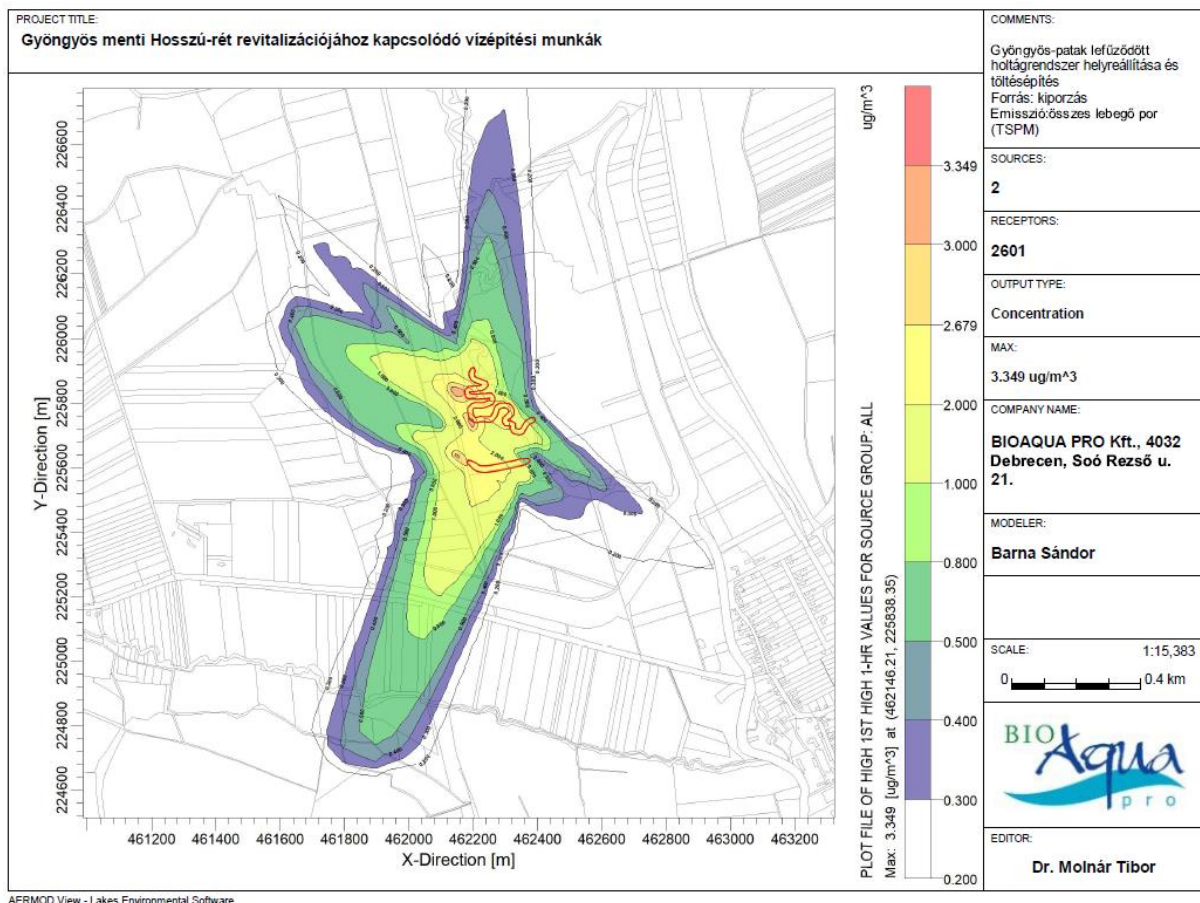 PROJECT TITLE:
Gyöngyös menti Hosszú-rét revitalizációjához kapcsolódó vízépítési munkák
Y-Direction [m]
226600
226400
226200
226000
225800
225600
225400
225200
225000
224800
224600
461200 461400 461600 461800 462000 462200 462400 462600 462800 463000 463200
X-Direction [m]
PLOT FILE OF HIGH 1ST HIGH 1-HR VALUES FOR SOURCE GROUP: ALL
Max: 3.349 [ug/m^3] at (462146.21, 225838.35)
ug/m^3
3.349
3.000
2.679
2.000
1.000
0.800
0.500
0.400
0.300
0.200
COMMENTS:
Gyöngyös-patak lefűződött
holtágrendszer helyreállítása és
töltésépítés
Forrás: kiporzás
Emisszió:összes lebegő por
(TSPM)
SOURCES:
2
RECEPTORS:
2601
OUTPUT TYPE:
Concentration
MAX:
3.349 ug/m^3
COMPANY NAME:
BIOAQUA PRO Kft., 4032
Debrecen, Soó Rezső u.
21.
MODELER:
Barna Sándor
SCALE:
1:15,383
0 0.4 km
BIO
Aqua
pro
EDITOR:
Dr. Molnár Tibor
AERMOD View - Lakes Environmental Software